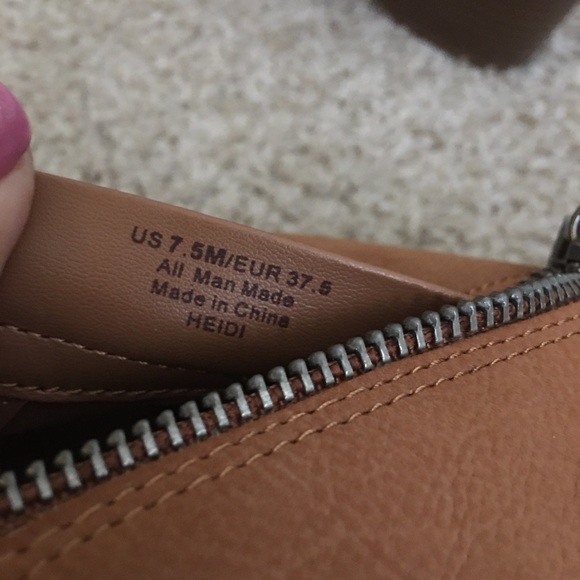 US 7.5M/EUR 37.5
All Man Made
Made in China
HEIDI